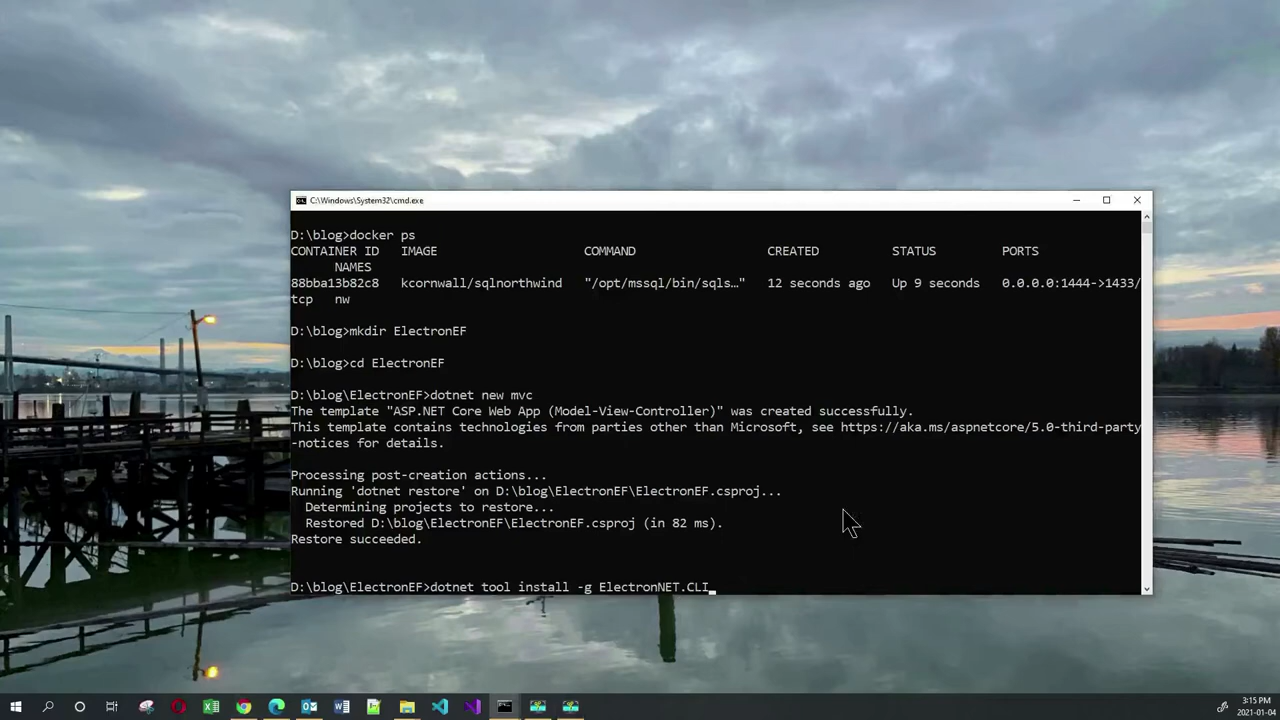 C:\Windows\System32\cmd.exe
D:\blog>docker ps
CONTAINER ID   IMAGE                    COMMAND                  CREATED          STATUS         PORTS
      NAMES
88bba13b82c8   kcornwall/sqlnorthwind   "/opt/mssql/bin/sqls…"   12 seconds ago   Up 9 seconds   0.0.0.0:1444->1433/
tcp   nw
D:\blog>mkdir ElectronEF
D:\blog>cd ElectronEF
D:\blog\ElectronEF>dotnet new mvc
The template "ASP.NET Core Web App (Model-View-Controller)" was created successfully.
This template contains technologies from parties other than Microsoft, see https://aka.ms/aspnetcore/5.0-third-party
-notices for details.
Processing post-creation actions...
Running 'dotnet restore' on D:\blog\ElectronEF\ElectronEF.csproj...
  Determining projects to restore...
  Restored D:\blog\ElectronEF\ElectronEF.csproj (in 82 ms).
Restore succeeded.
D:\blog\ElectronEF>dotnet tool install -g ElectronNET.CLI
3:15 PM
2021-01-04